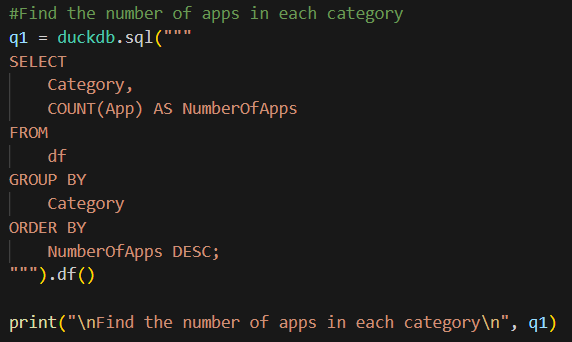 #Find the number of apps in each category
q1 = duckdb.sql("""
SELECT
    Category,
    COUNT(App) AS NumberOfApps
FROM
    df
GROUP BY
    Category
ORDER BY
    NumberOfApps DESC;
""").df()

print("\nFind the number of apps in each category\n", q1)